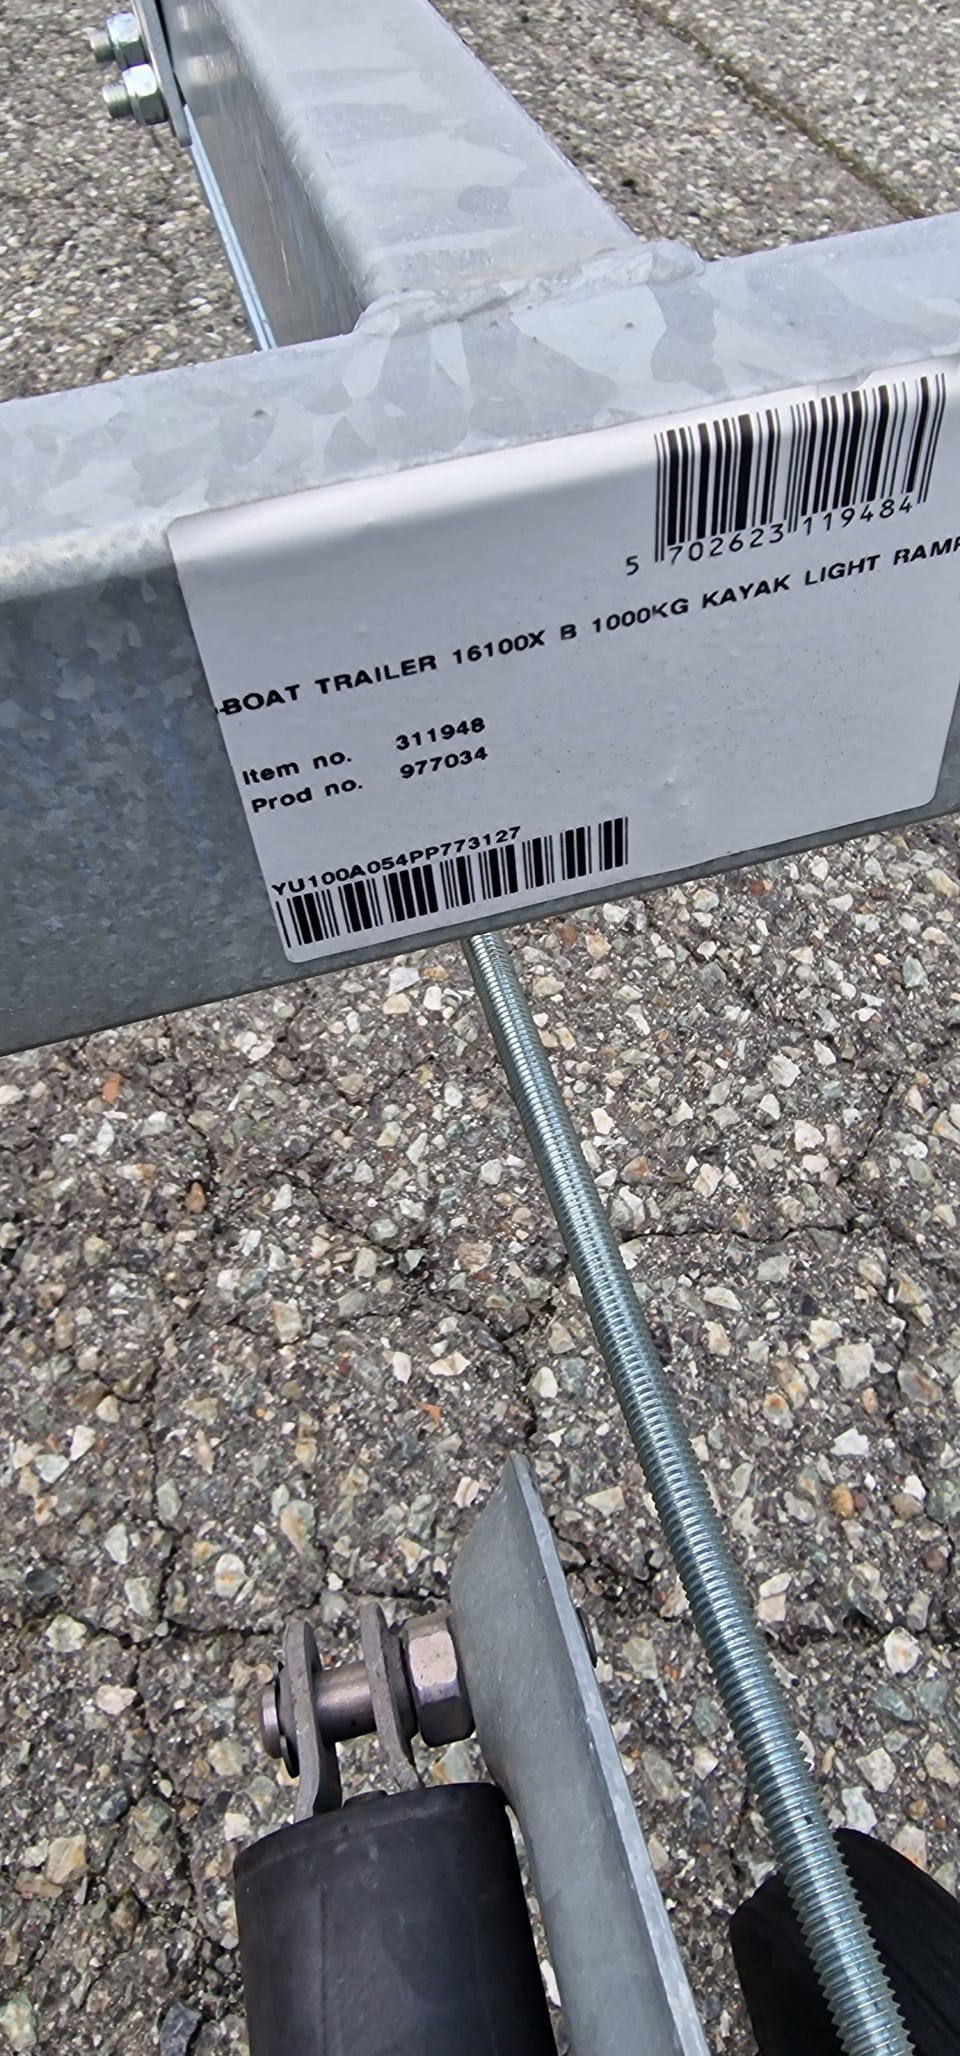 5 702623 119484
BOAT TRAILER 16100X B 1000KG KAYAK LIGHT RAMP
Item no. 311948
Prod no. 977034
YU100A054PP773127